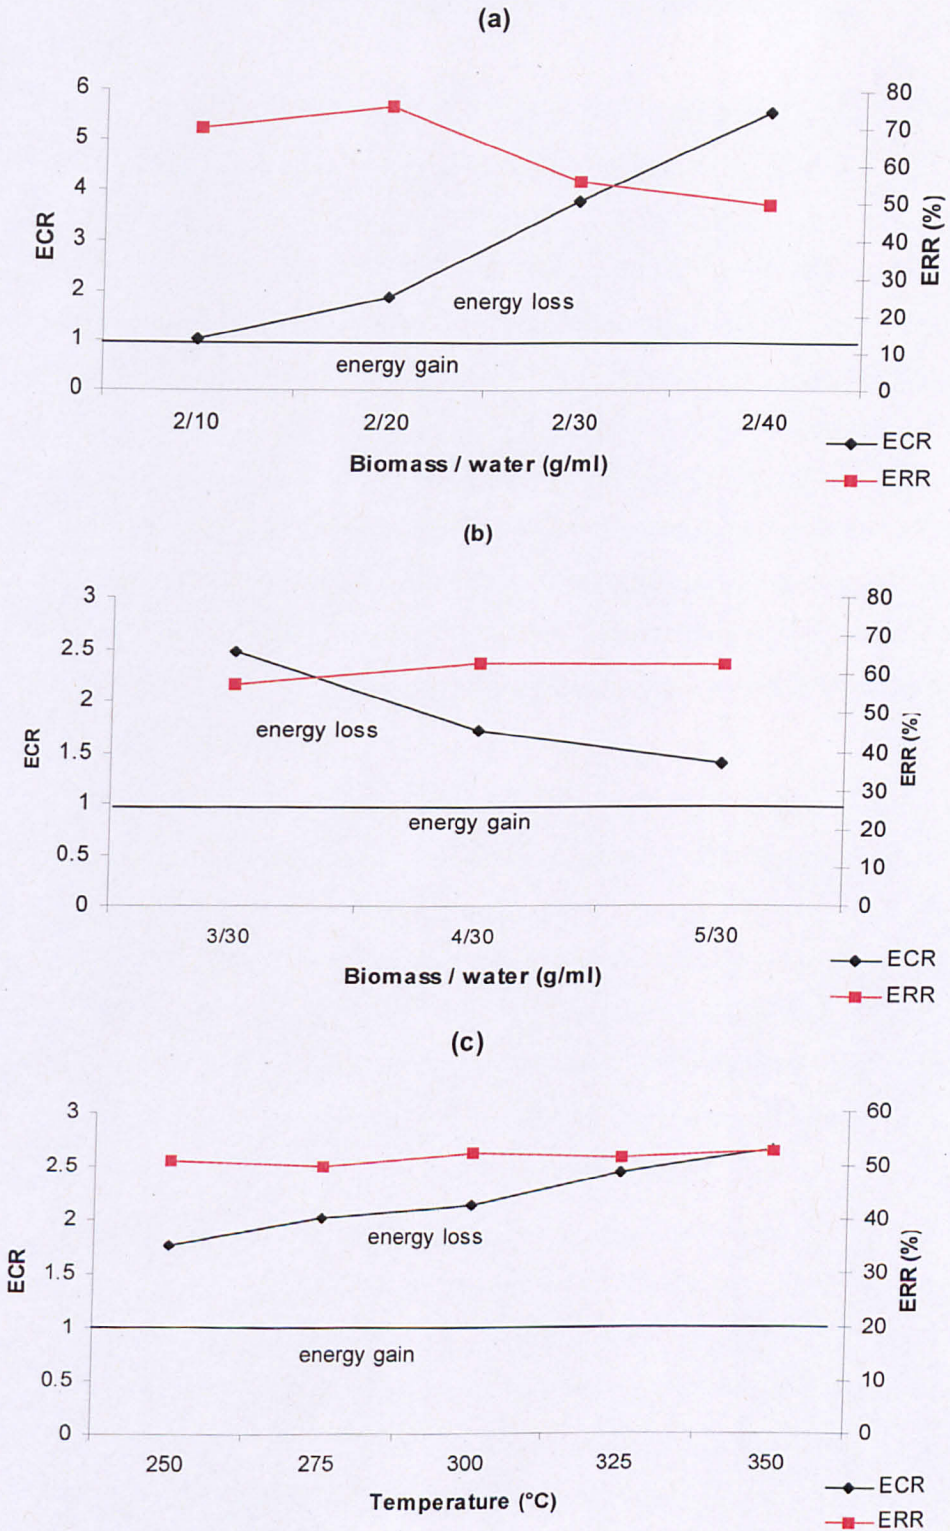 (a)
6
5
4
3
2
1
0
ECR
80
70
60
50
40
30
20
10
0
ERR (%)
energy loss
energy gain
2/10 2/20 2/30 2/40
Biomass / water (g/ml)
ECR
ERR
(b)
3
2.5
2
1.5
1
0.5
0
ECR
80
70
60
50
40
30
20
10
0
ERR (%)
energy loss
energy gain
3/30 4/30 5/30
Biomass / water (g/ml)
ECR
ERR
(c)
3
2.5
2
1.5
1
0.5
0
ECR
60
50
40
30
20
10
0
ERR (%)
energy loss
energy gain
250 275 300 325 350
Temperature (°C)
ECR
ERR